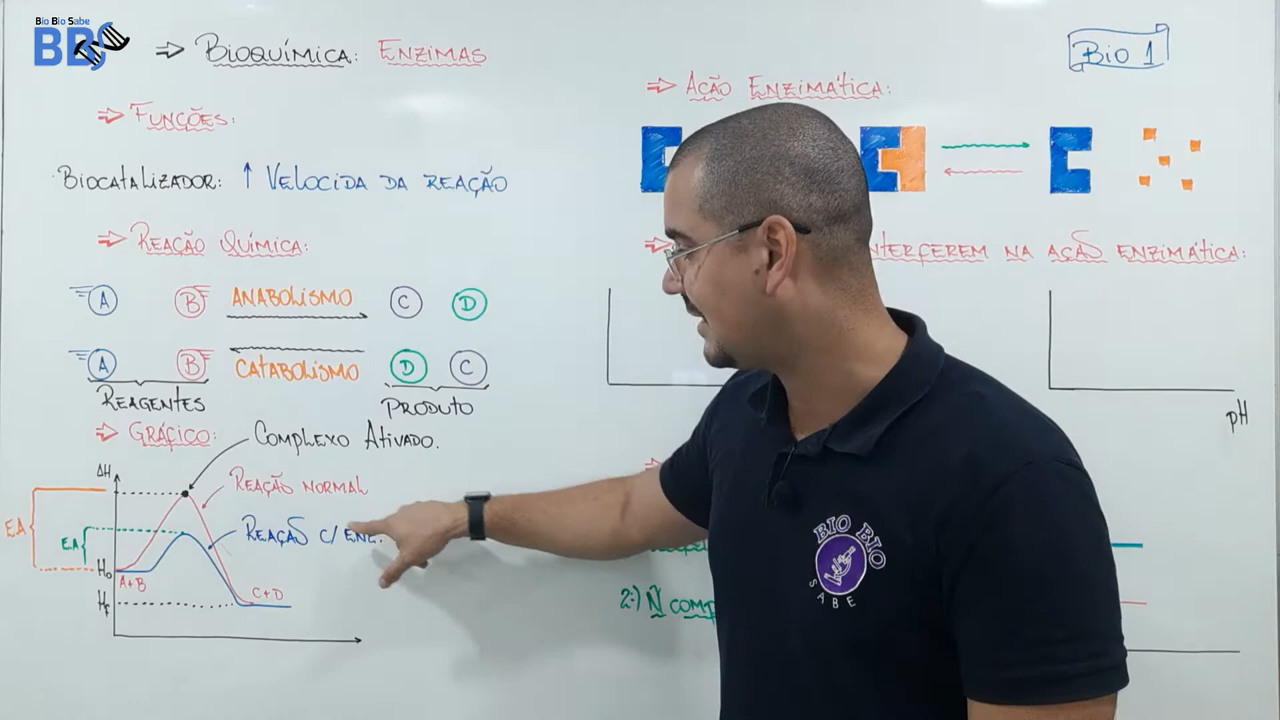 Bio Bio Sabe
BBS
⇒ BIOQUÍMICA: ENZIMAS
Bio 1
⇒ FUNÇÕES:
BIOCATALIZADOR: ↑ VELOCIDA DA REAÇÃO
⇒ REAÇÃO QUÍMICA:
A B ANABOLISMO C D
A B CATABOLISMO D C
REAGENTES PRODUTO
⇒ GRÁFICO:
COMPLEXO ATIVADO.
ΔH
REAÇÃO NORMAL
REAÇÃO C/ ENZ.
EA
EA
H₀
A+B
C+D
Hf
⇒ AÇÃO ENZIMÁTICA:
INTERFEREM NA AÇÃO ENZIMÁTICA:
pH
2:) Ñ
BIO BIO
SABE